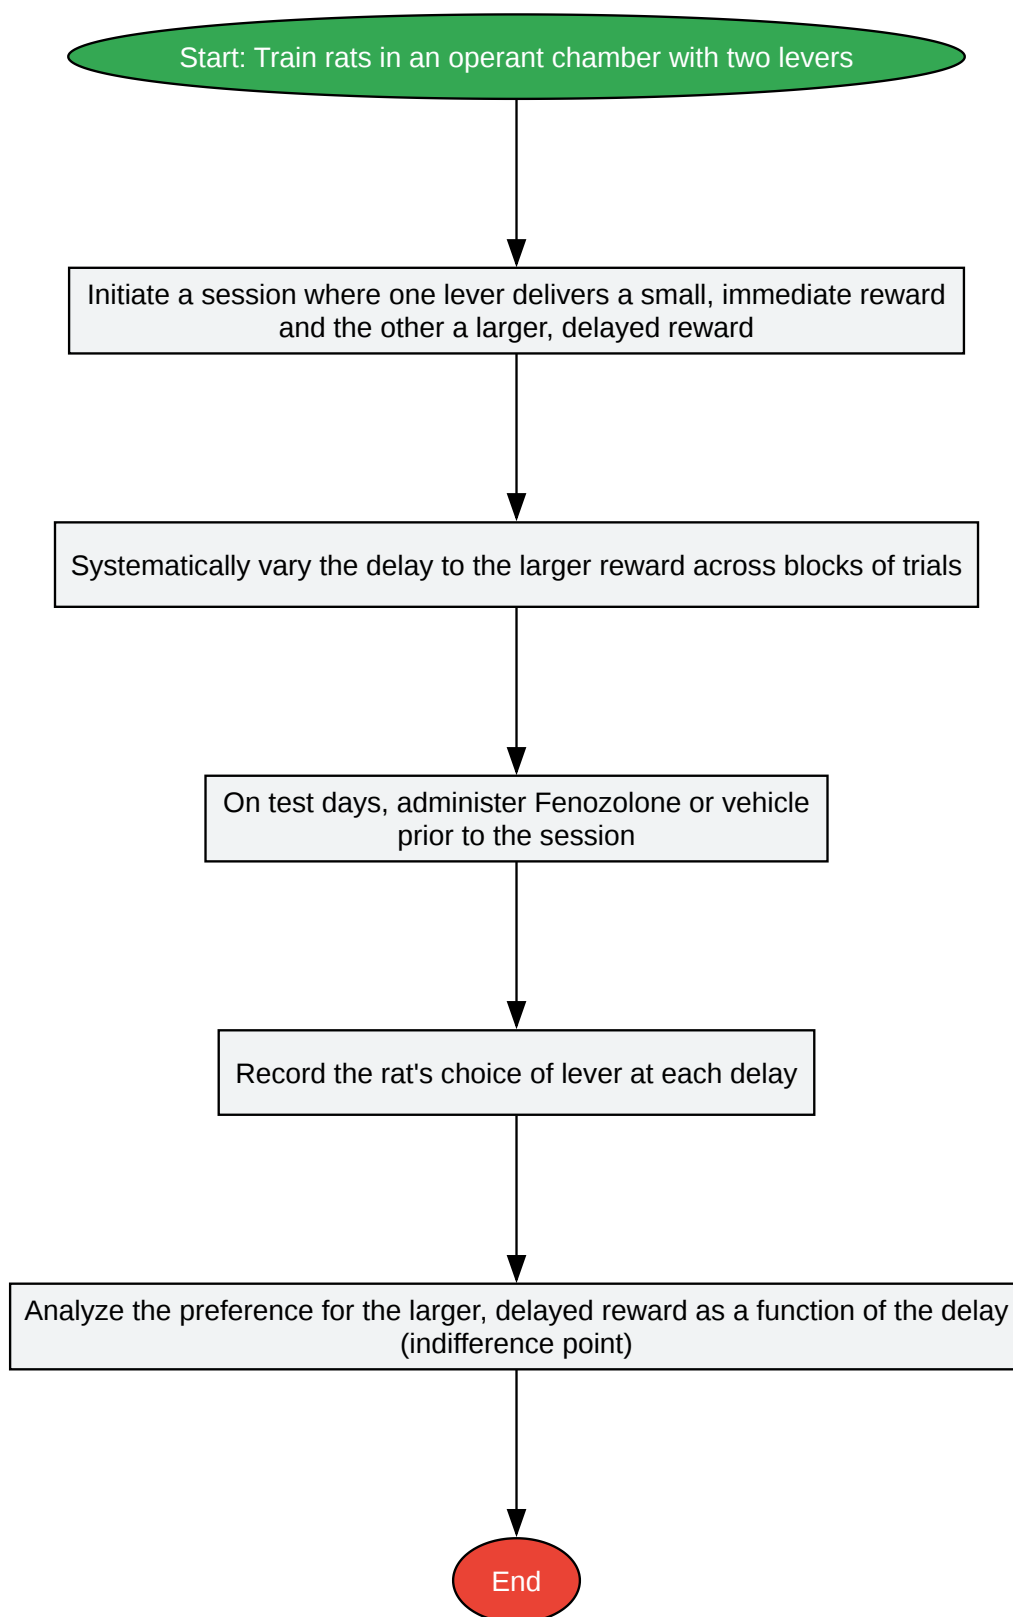 Start: Train rats in an operant chamber with two levers
Initiate a session where one lever delivers a small, immediate reward
and the other a larger, delayed reward
Systematically vary the delay to the larger reward across blocks of trials
On test days, administer Fenozolone or vehicle
prior to the session
Record the rat's choice of lever at each delay
Analyze the preference for the larger, delayed reward as a function of the delay
(indifference point)
End